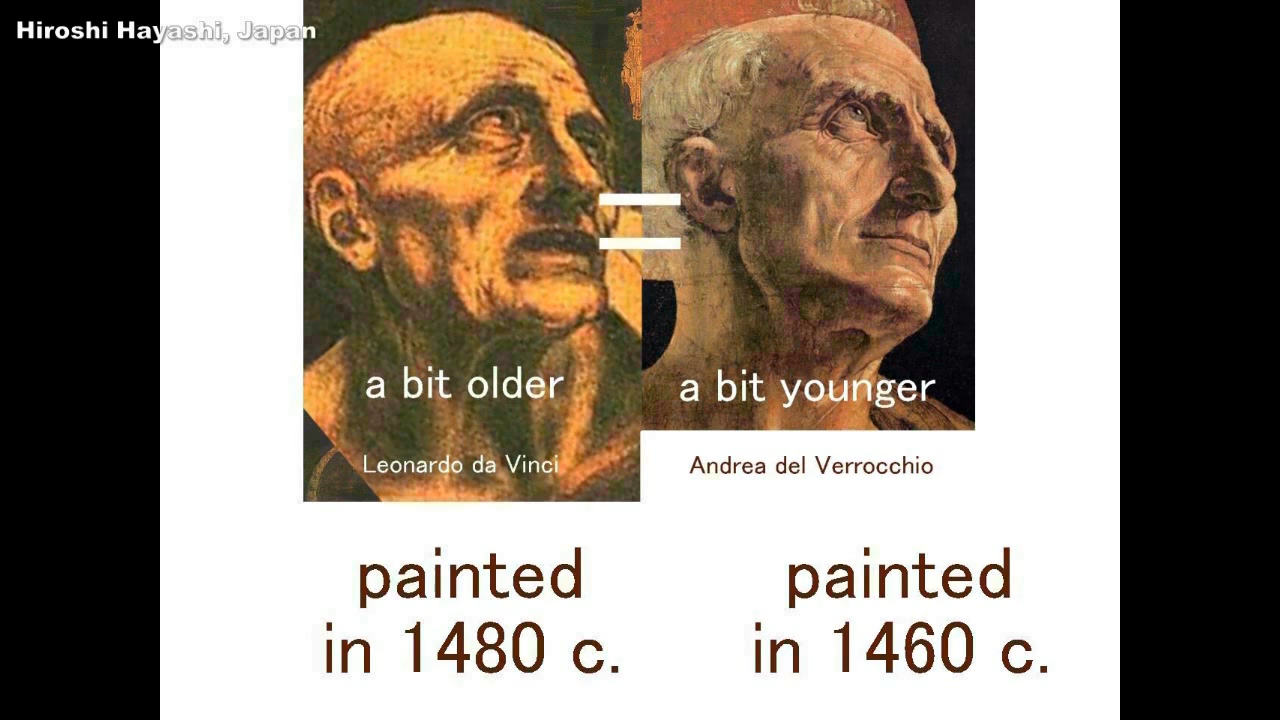 Hiroshi Hayashi, Japan
a bit older
a bit younger
Leonardo da Vinci
Andrea del Verrocchio
painted
in 1480 c.
painted
in 1460 c.